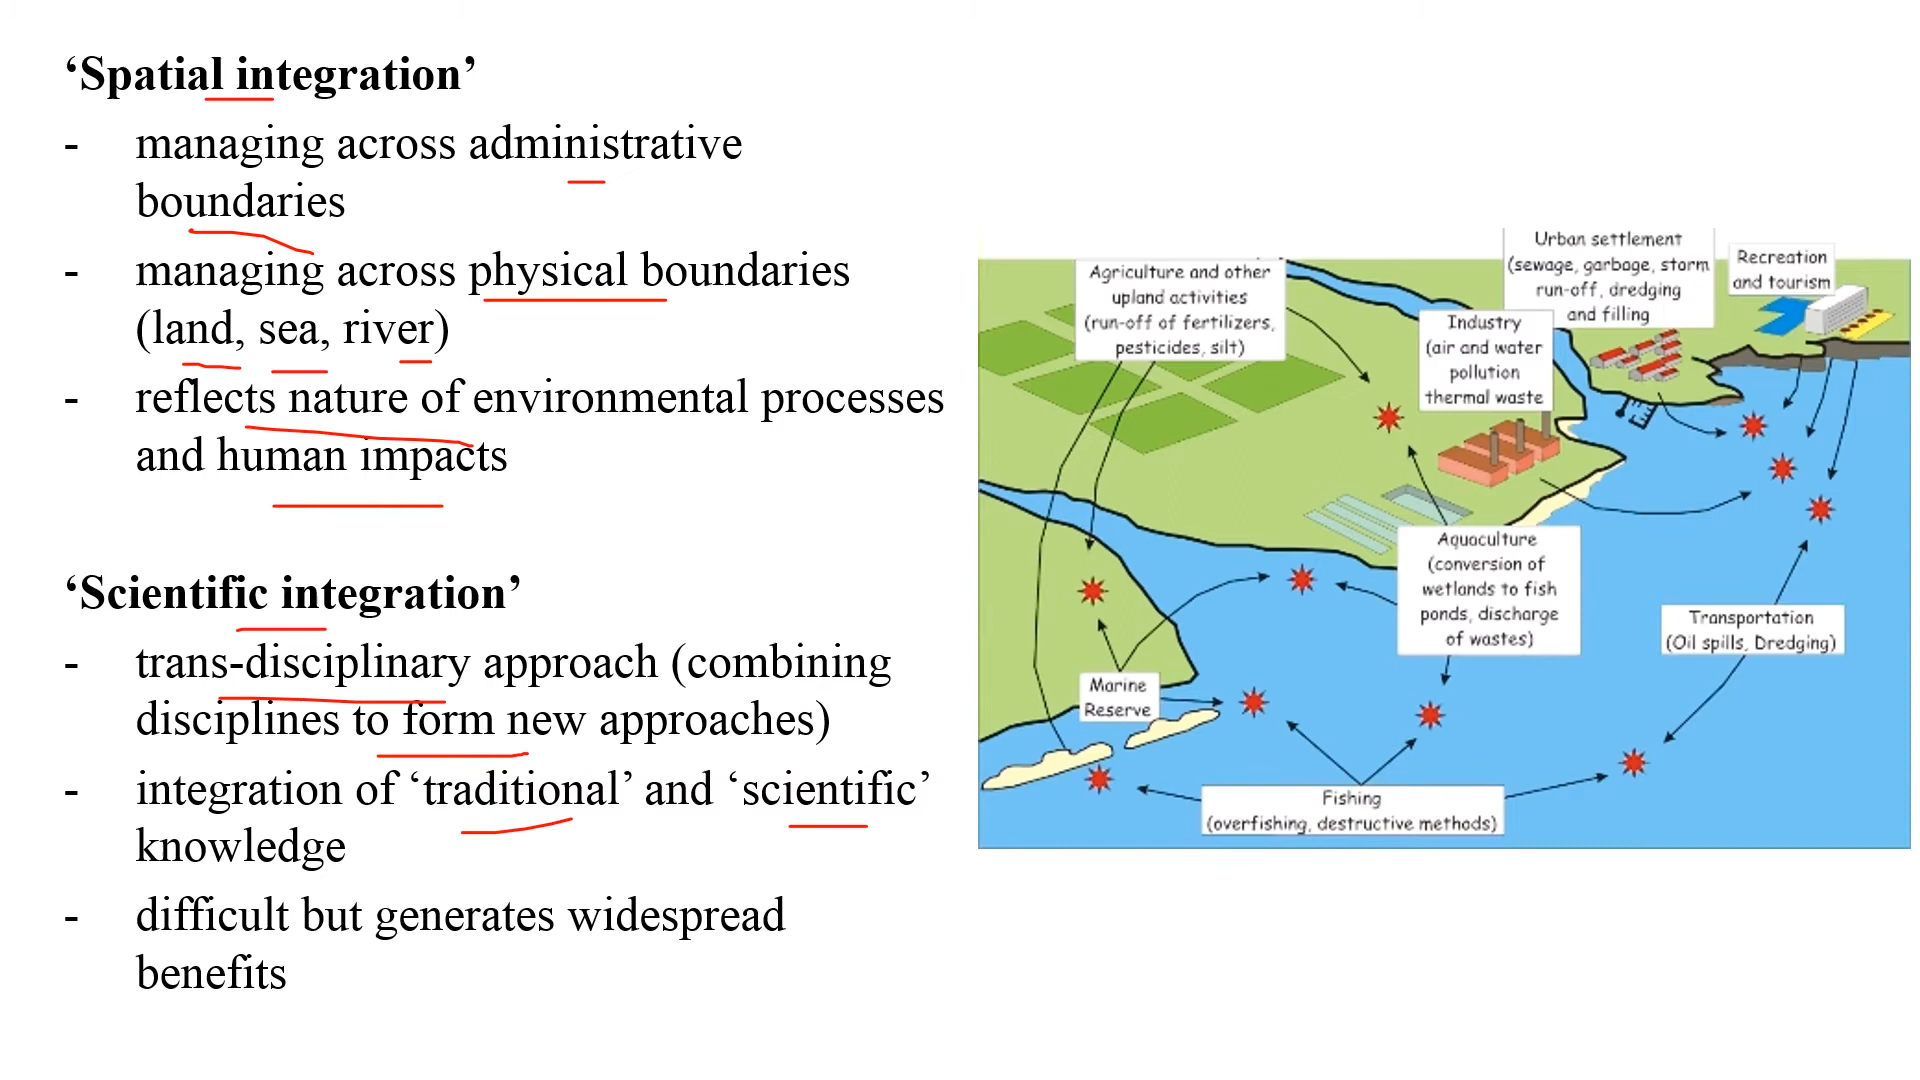 ‘Spatial integration’
- managing across administrative
boundaries
- managing across physical boundaries
(land, sea, river)
- reflects nature of environmental processes
and human impacts
‘Scientific integration’
- trans-disciplinary approach (combining
disciplines to form new approaches)
- integration of ‘traditional’ and ‘scientific’
knowledge
- difficult but generates widespread
benefits
Agriculture and other
upland activities
(run-off of fertilizers,
pesticides, silt)
Urban settlement
(sewage, garbage, storm
run-off, dredging
and filling
Recreation
and tourism
Industry
(air and water
pollution
thermal waste
Aquaculture
(conversion of
wetlands to fish
ponds, discharge
of wastes)
Transportation
(Oil spills, Dredging)
Marine
Reserve
Fishing
(overfishing, destructive methods)